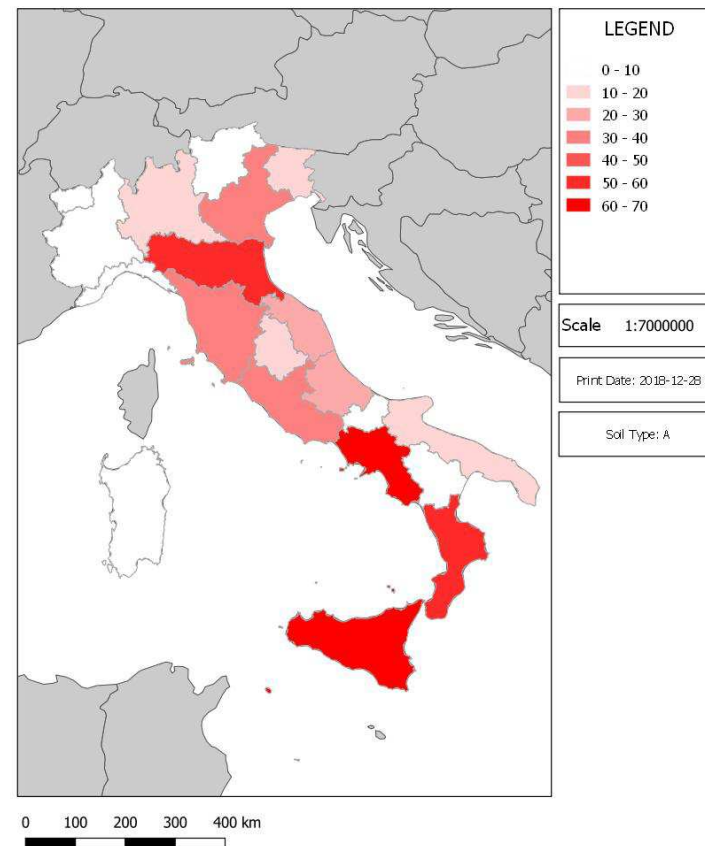 LEGEND
0 - 10
10 - 20
20 - 30
30 - 40
40 - 50
50 - 60
60 - 70
Scale 1:7000000
Print Date: 2018-12-28
Soil Type: A
0 100 200 300 400 km